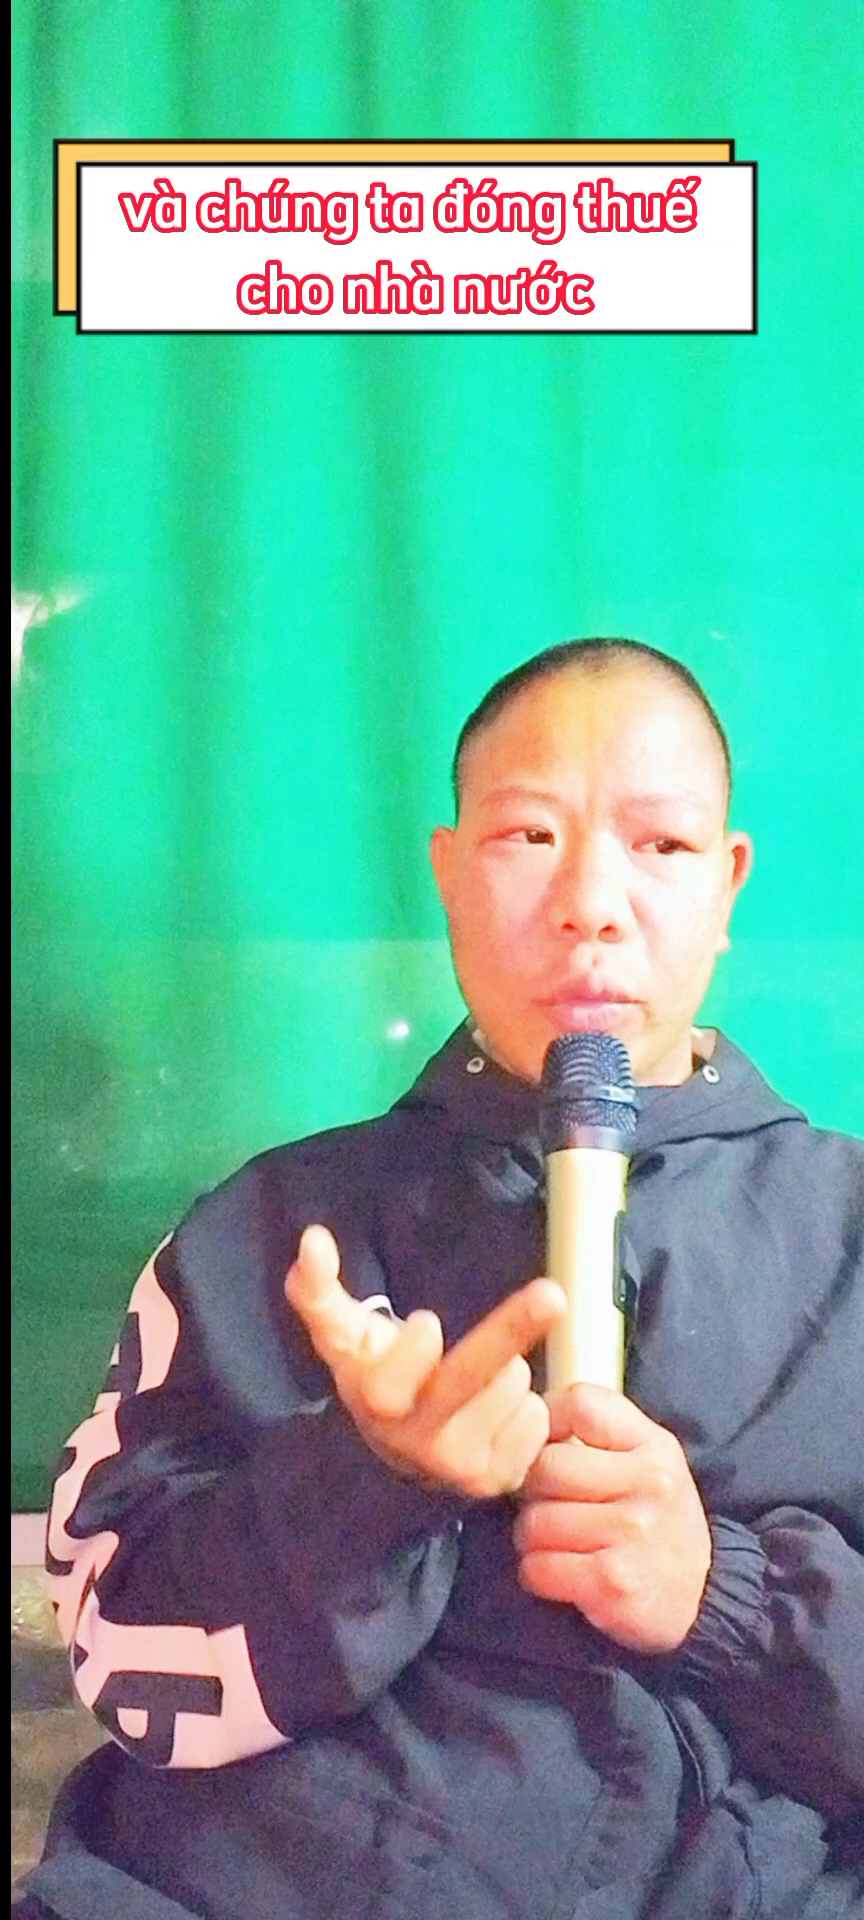 và chúng ta đóng thuế
cho nhà nước